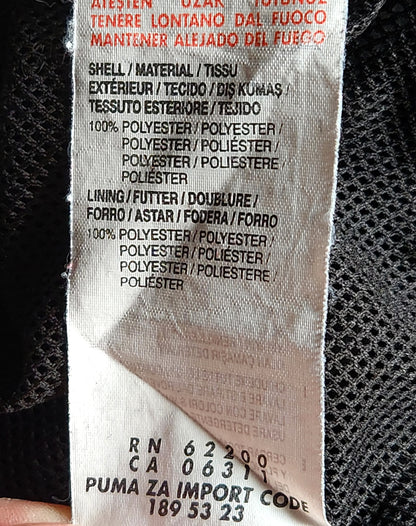 ATEŞTEN UZAK TUTUNUZ
TENERE LONTANO DAL FUOCO
MANTENER ALEJADO DEL FUEGO
SHELL / MATERIAL / TISSU
EXTÉRIEUR / TECIDO / DIŞ KUMAŞ /
TESSUTO ESTERIORE / TEJIDO
100% POLYESTER / POLYESTER /
POLYESTER / POLIÉSTER /
POLYESTER / POLIESTERE /
POLIÉSTER
LINING / FUTTER / DOUBLURE /
FORRO / ASTAR / FODERA / FORRO
100% POLYESTER / POLYESTER /
POLYESTER / POLIÉSTER /
POLYESTER / POLIESTERE /
POLIÉSTER
RN 62200
CA 06311
PUMA ZA IMPORT CODE
189 53 23